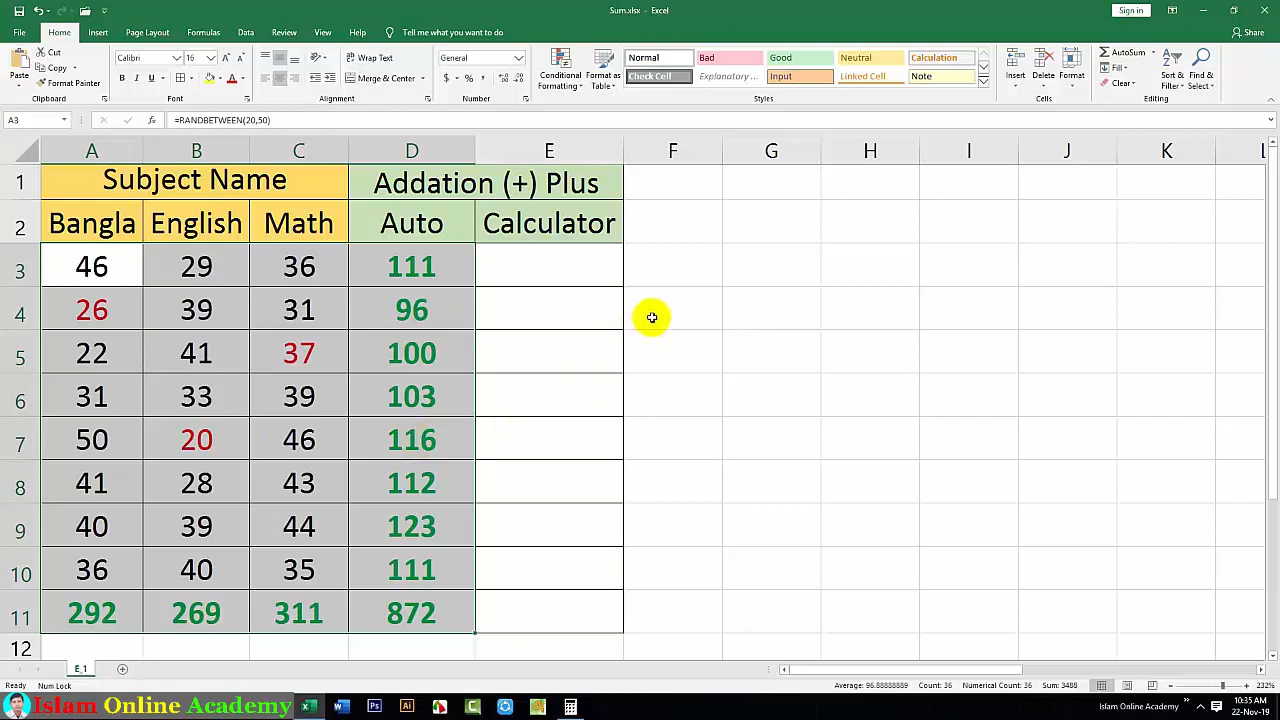 Sum.xlsx - Excel
Sign in
File Home Insert Page Layout Formulas Data Review View Help Tell me what you want to do Share
Cut
Copy
Format Painter
Paste
Clipboard
Calibri 16
B I U
Font
Wrap Text
Merge & Center
Alignment
General
$ % ,
Number
Conditional Formatting
Format as Table
Normal Bad Good Neutral Calculation
Check Cell Explanatory ... Input Linked Cell Note
Styles
Insert Delete Format
Cells
AutoSum
Fill
Clear
Sort & Filter
Find & Select
Editing
A3 fx =RANDBETWEEN(20,50)
A B C D E F G H I J K L
1 Subject Name Addation (+) Plus
2 Bangla English Math Auto Calculator
3 46 29 36 111
4 26 39 31 96
5 22 41 37 100
6 31 33 39 103
7 50 20 46 116
8 41 28 43 112
9 40 39 44 123
10 36 40 35 111
11 292 269 311 872
12
E_1
Ready Num Lock Average: 96.88888889 Count: 36 Numerical Count: 36 Sum: 3488 232%
Islam Online Academy
Ps Ai
Islam Online Academy
10:35 AM
22-Nov-19